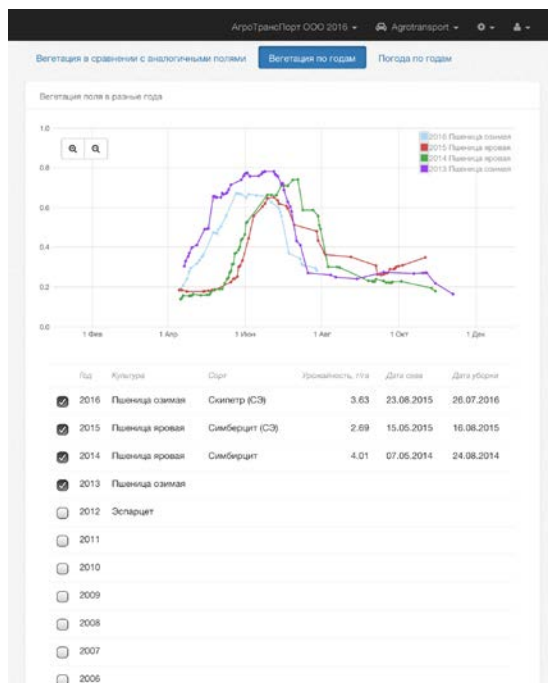 АгроТрансПорт ООО 2016 Agrotransport
Вегетация в сравнении с аналогичными полями Вегетация по годам Погода по годам
Вегетация поля в разные года
1.0
2016 Пшеница озимая
2015 Пшеница яровая
2014 Пшеница яровая
2013 Пшеница озимая
0.8
0.6
0.4
0.2
0.0
1 Фев 1 Апр 1 Июн 1 Авг 1 Окт 1 Дек
Год Культура Сорт Урожайность, т/га Дата сева Дата уборки
2016 Пшеница озимая Скипетр (СЭ) 3.63 23.08.2015 26.07.2016
2015 Пшеница яровая Симберцит (СЭ) 2.69 15.05.2015 16.08.2015
2014 Пшеница яровая Симбирцит 4.01 07.05.2014 24.08.2014
2013 Пшеница озимая
2012 Эспарцет
2011
2010
2009
2008
2007
2006